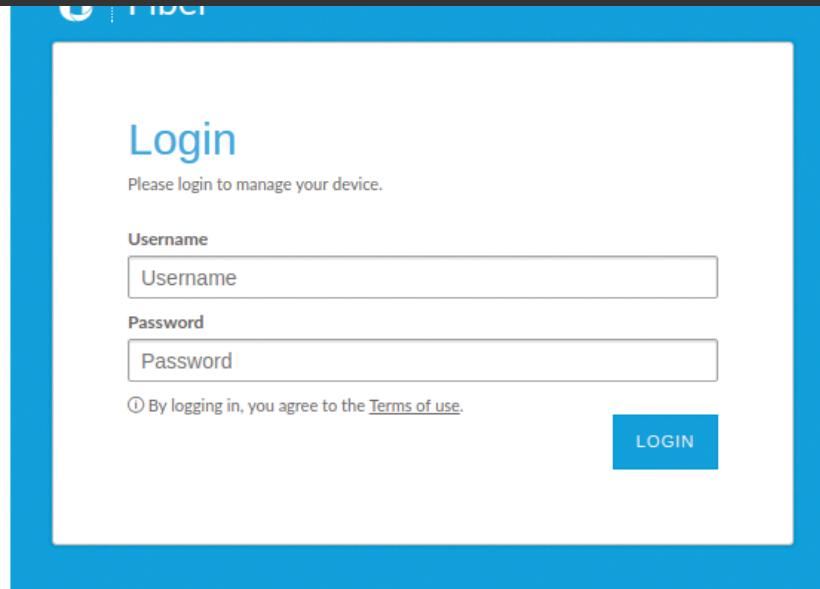 Fiber
Login
Please login to manage your device.
Username
Username
Password
Password
By logging in, you agree to the Terms of use.
LOGIN